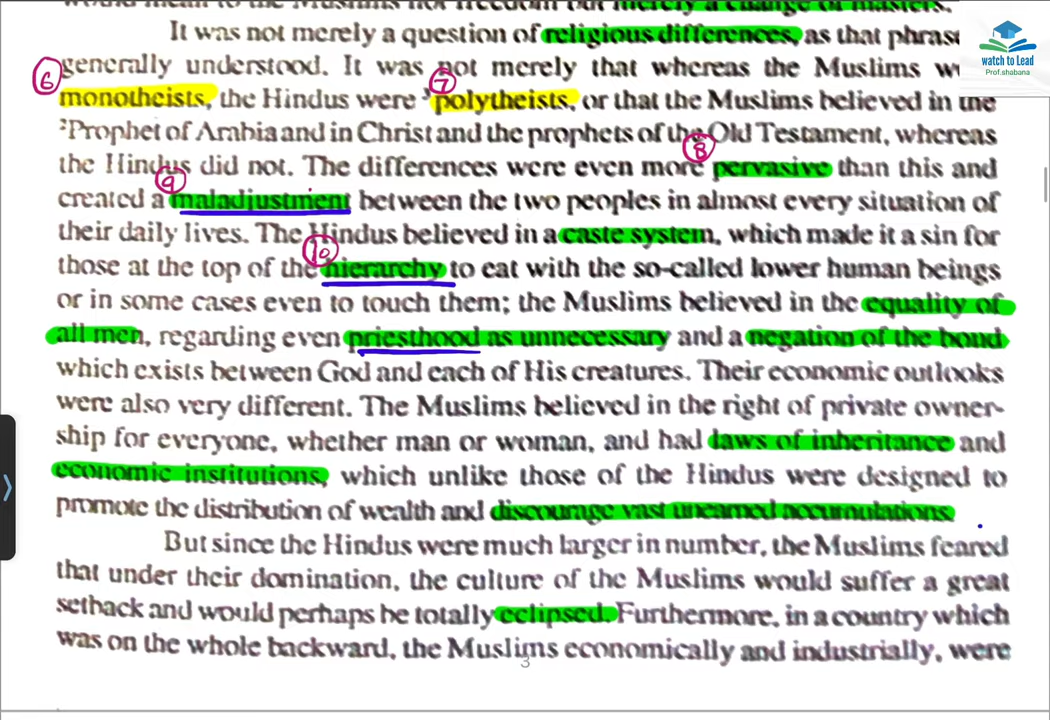 merely a change of masters.
It was not merely a question of religious differences, as that phrase
generally understood. It was not merely that whereas the Muslims w
monotheists, the Hindus were polytheists, or that the Muslims believed in the
²Prophet of Arabia and in Christ and the prophets of the Old Testament, whereas
the Hindus did not. The differences were even more pervasive than this and
created a maladjustment between the two peoples in almost every situation of
their daily lives. The Hindus believed in a caste system, which made it a sin for
those at the top of the hierarchy to eat with the so-called lower human beings
or in some cases even to touch them; the Muslims believed in the equality of
all men, regarding even priesthood as unnecessary and a negation of the bond
which exists between God and each of His creatures. Their economic outlooks
were also very different. The Muslims believed in the right of private owner-
ship for everyone, whether man or woman, and had laws of inheritance and
economic institutions, which unlike those of the Hindus were designed to
promote the distribution of wealth and discourage vast unearned accumulations.
But since the Hindus were much larger in number, the Muslims feared
that under their domination, the culture of the Muslims would suffer a great
setback and would perhaps be totally eclipsed. Furthermore, in a country which
was on the whole backward, the Muslims economically and industrially, were
3
6
7
8
9
10
watch to Lead
Prof.shabana